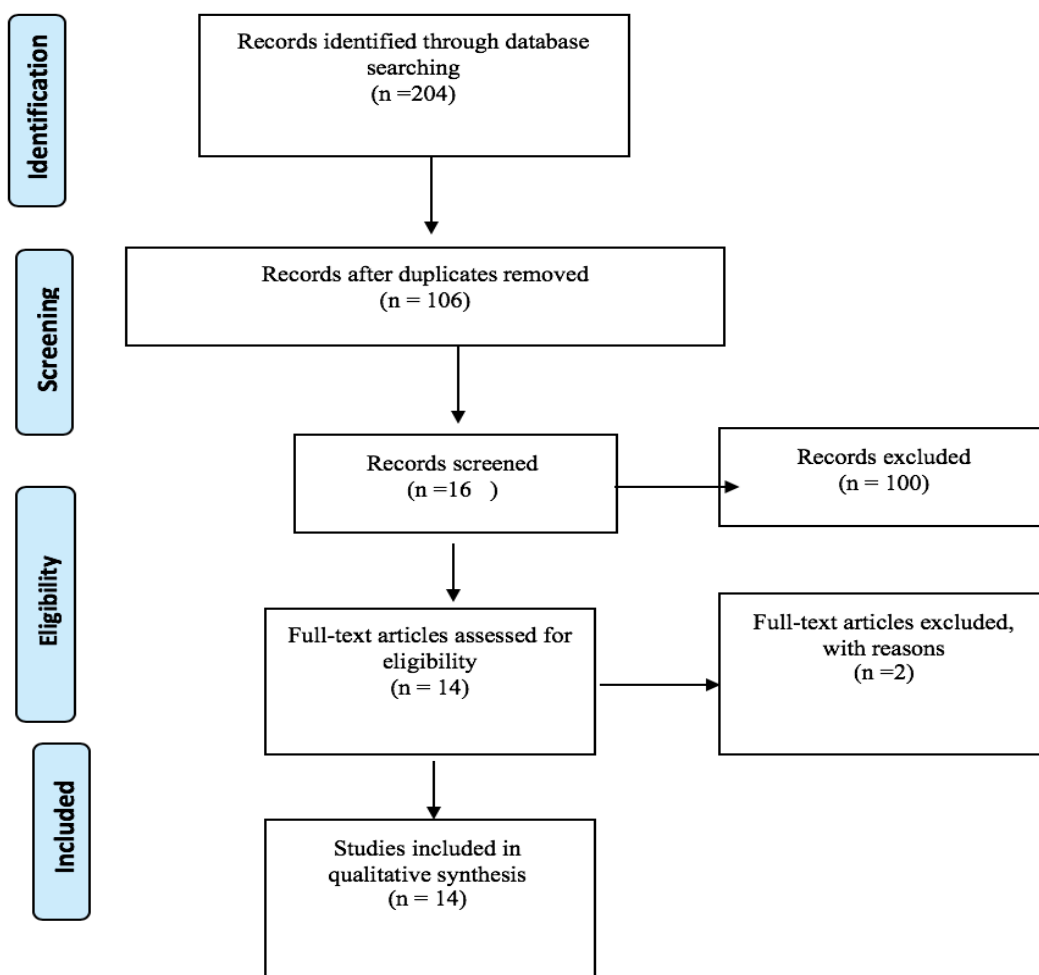 Identification
Records identified through database
searching
(n =204)
Screening
Records after duplicates removed
(n = 106)
Records screened
(n =16   )
Records excluded
(n = 100)
Eligibility
Full-text articles assessed for
eligibility
(n = 14)
Full-text articles excluded,
with reasons
(n =2)
Included
Studies included in
qualitative synthesis
(n = 14)